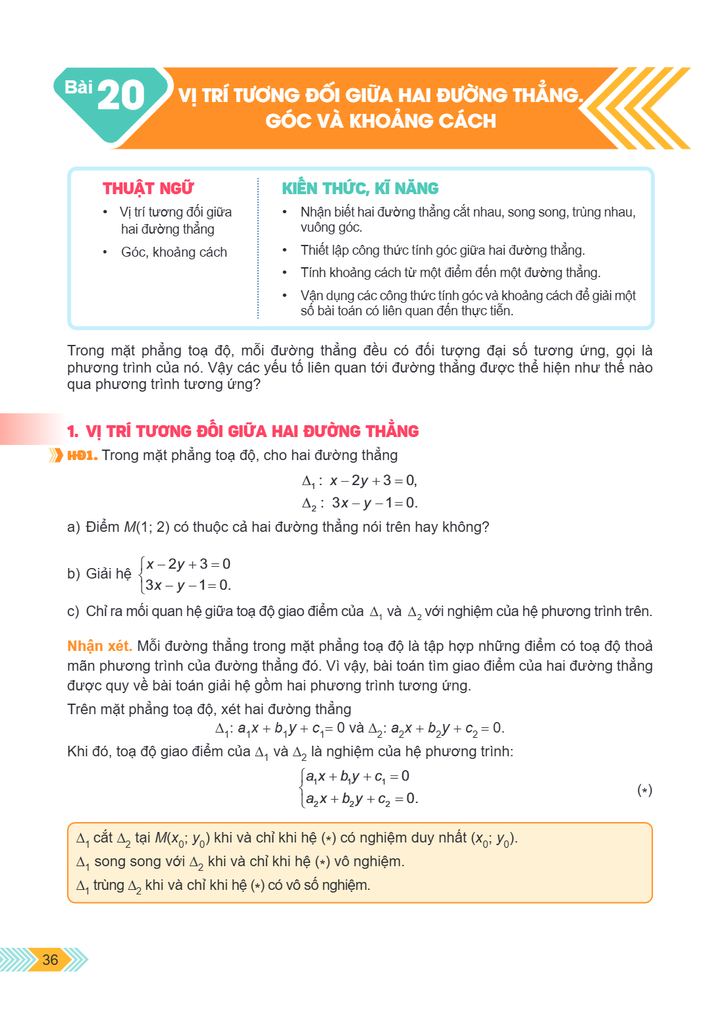 Bài 20
VỊ TRÍ TƯƠNG ĐỐI GIỮA HAI ĐƯỜNG THẲNG.
GÓC VÀ KHOẢNG CÁCH
THUẬT NGỮ
• Vị trí tương đối giữa
hai đường thẳng
• Góc, khoảng cách
KIẾN THỨC, KĨ NĂNG
• Nhận biết hai đường thẳng cắt nhau, song song, trùng nhau,
vuông góc.
• Thiết lập công thức tính góc giữa hai đường thẳng.
• Tính khoảng cách từ một điểm đến một đường thẳng.
• Vận dụng các công thức tính góc và khoảng cách để giải một
số bài toán có liên quan đến thực tiễn.
Trong mặt phẳng toạ độ, mỗi đường thẳng đều có đối tượng đại số tương ứng, gọi là
phương trình của nó. Vậy các yếu tố liên quan tới đường thẳng được thể hiện như thế nào
qua phương trình tương ứng?
1. VỊ TRÍ TƯƠNG ĐỐI GIỮA HAI ĐƯỜNG THẲNG
HĐ1. Trong mặt phẳng toạ độ, cho hai đường thẳng
Δ₁ : x − 2y + 3 = 0,
Δ₂ : 3x − y − 1 = 0.
a) Điểm M(1; 2) có thuộc cả hai đường thẳng nói trên hay không?
b) Giải hệ { x − 2y + 3 = 0
3x − y − 1 = 0.
c) Chỉ ra mối quan hệ giữa toạ độ giao điểm của Δ₁ và Δ₂ với nghiệm của hệ phương trình trên.
Nhận xét. Mỗi đường thẳng trong mặt phẳng toạ độ là tập hợp những điểm có toạ độ thoả
mãn phương trình của đường thẳng đó. Vì vậy, bài toán tìm giao điểm của hai đường thẳng
được quy về bài toán giải hệ gồm hai phương trình tương ứng.
Trên mặt phẳng toạ độ, xét hai đường thẳng
Δ₁: a₁x + b₁y + c₁= 0 và Δ₂: a₂x + b₂y + c₂ = 0.
Khi đó, toạ độ giao điểm của Δ₁ và Δ₂ là nghiệm của hệ phương trình:
{ a₁x + b₁y + c₁ = 0
a₂x + b₂y + c₂ = 0. (*)
Δ₁ cắt Δ₂ tại M(x₀; y₀) khi và chỉ khi hệ (*) có nghiệm duy nhất (x₀; y₀).
Δ₁ song song với Δ₂ khi và chỉ khi hệ (*) vô nghiệm.
Δ₁ trùng Δ₂ khi và chỉ khi hệ (*) có vô số nghiệm.
36